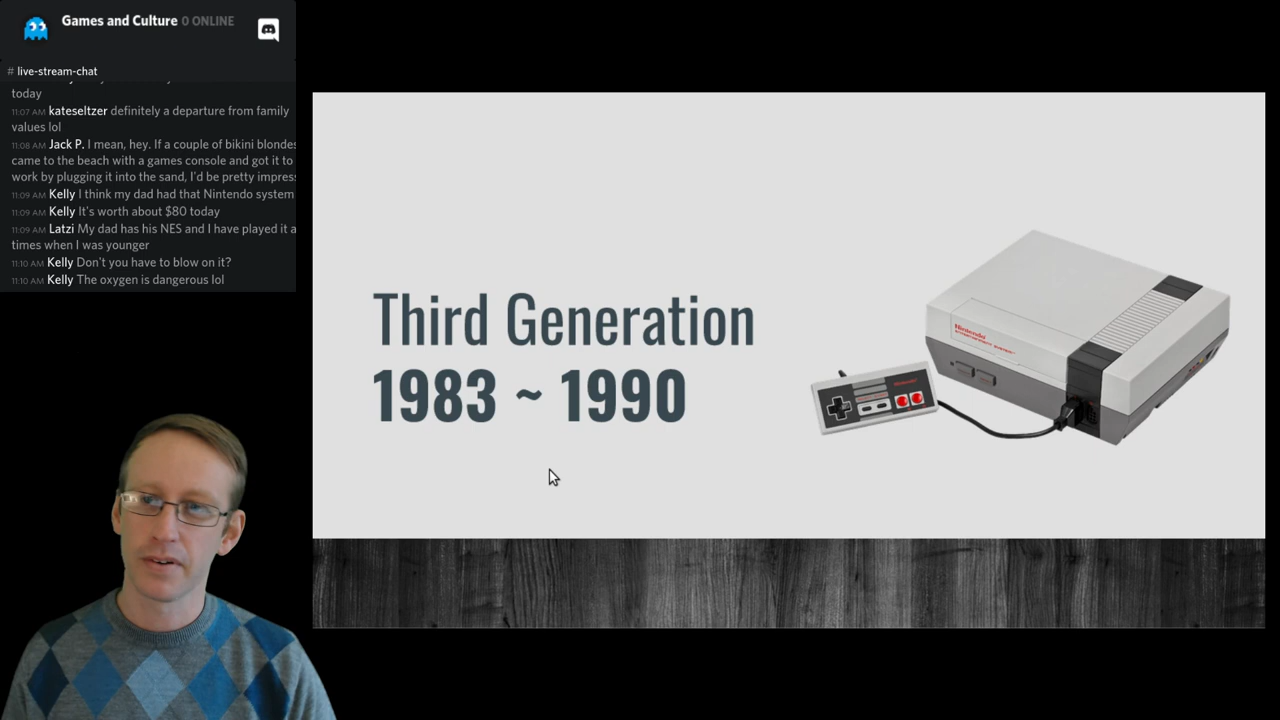 Games and Culture 0 ONLINE
# live-stream-chat
today
11:07 AM kateseltzer definitely a departure from family
values lol
11:08 AM Jack P. I mean, hey. If a couple of bikini blondes
came to the beach with a games console and got it to
work by plugging it into the sand, I'd be pretty impres
11:09 AM Kelly I think my dad had that Nintendo system
11:09 AM Kelly It's worth about $80 today
11:09 AM Latzi My dad has his NES and I have played it a
times when I was younger
11:10 AM Kelly Don't you have to blow on it?
11:10 AM Kelly The oxygen is dangerous lol
Third Generation
1983 ~ 1990
Nintendo
ENTERTAINMENT SYSTEM
Nintendo